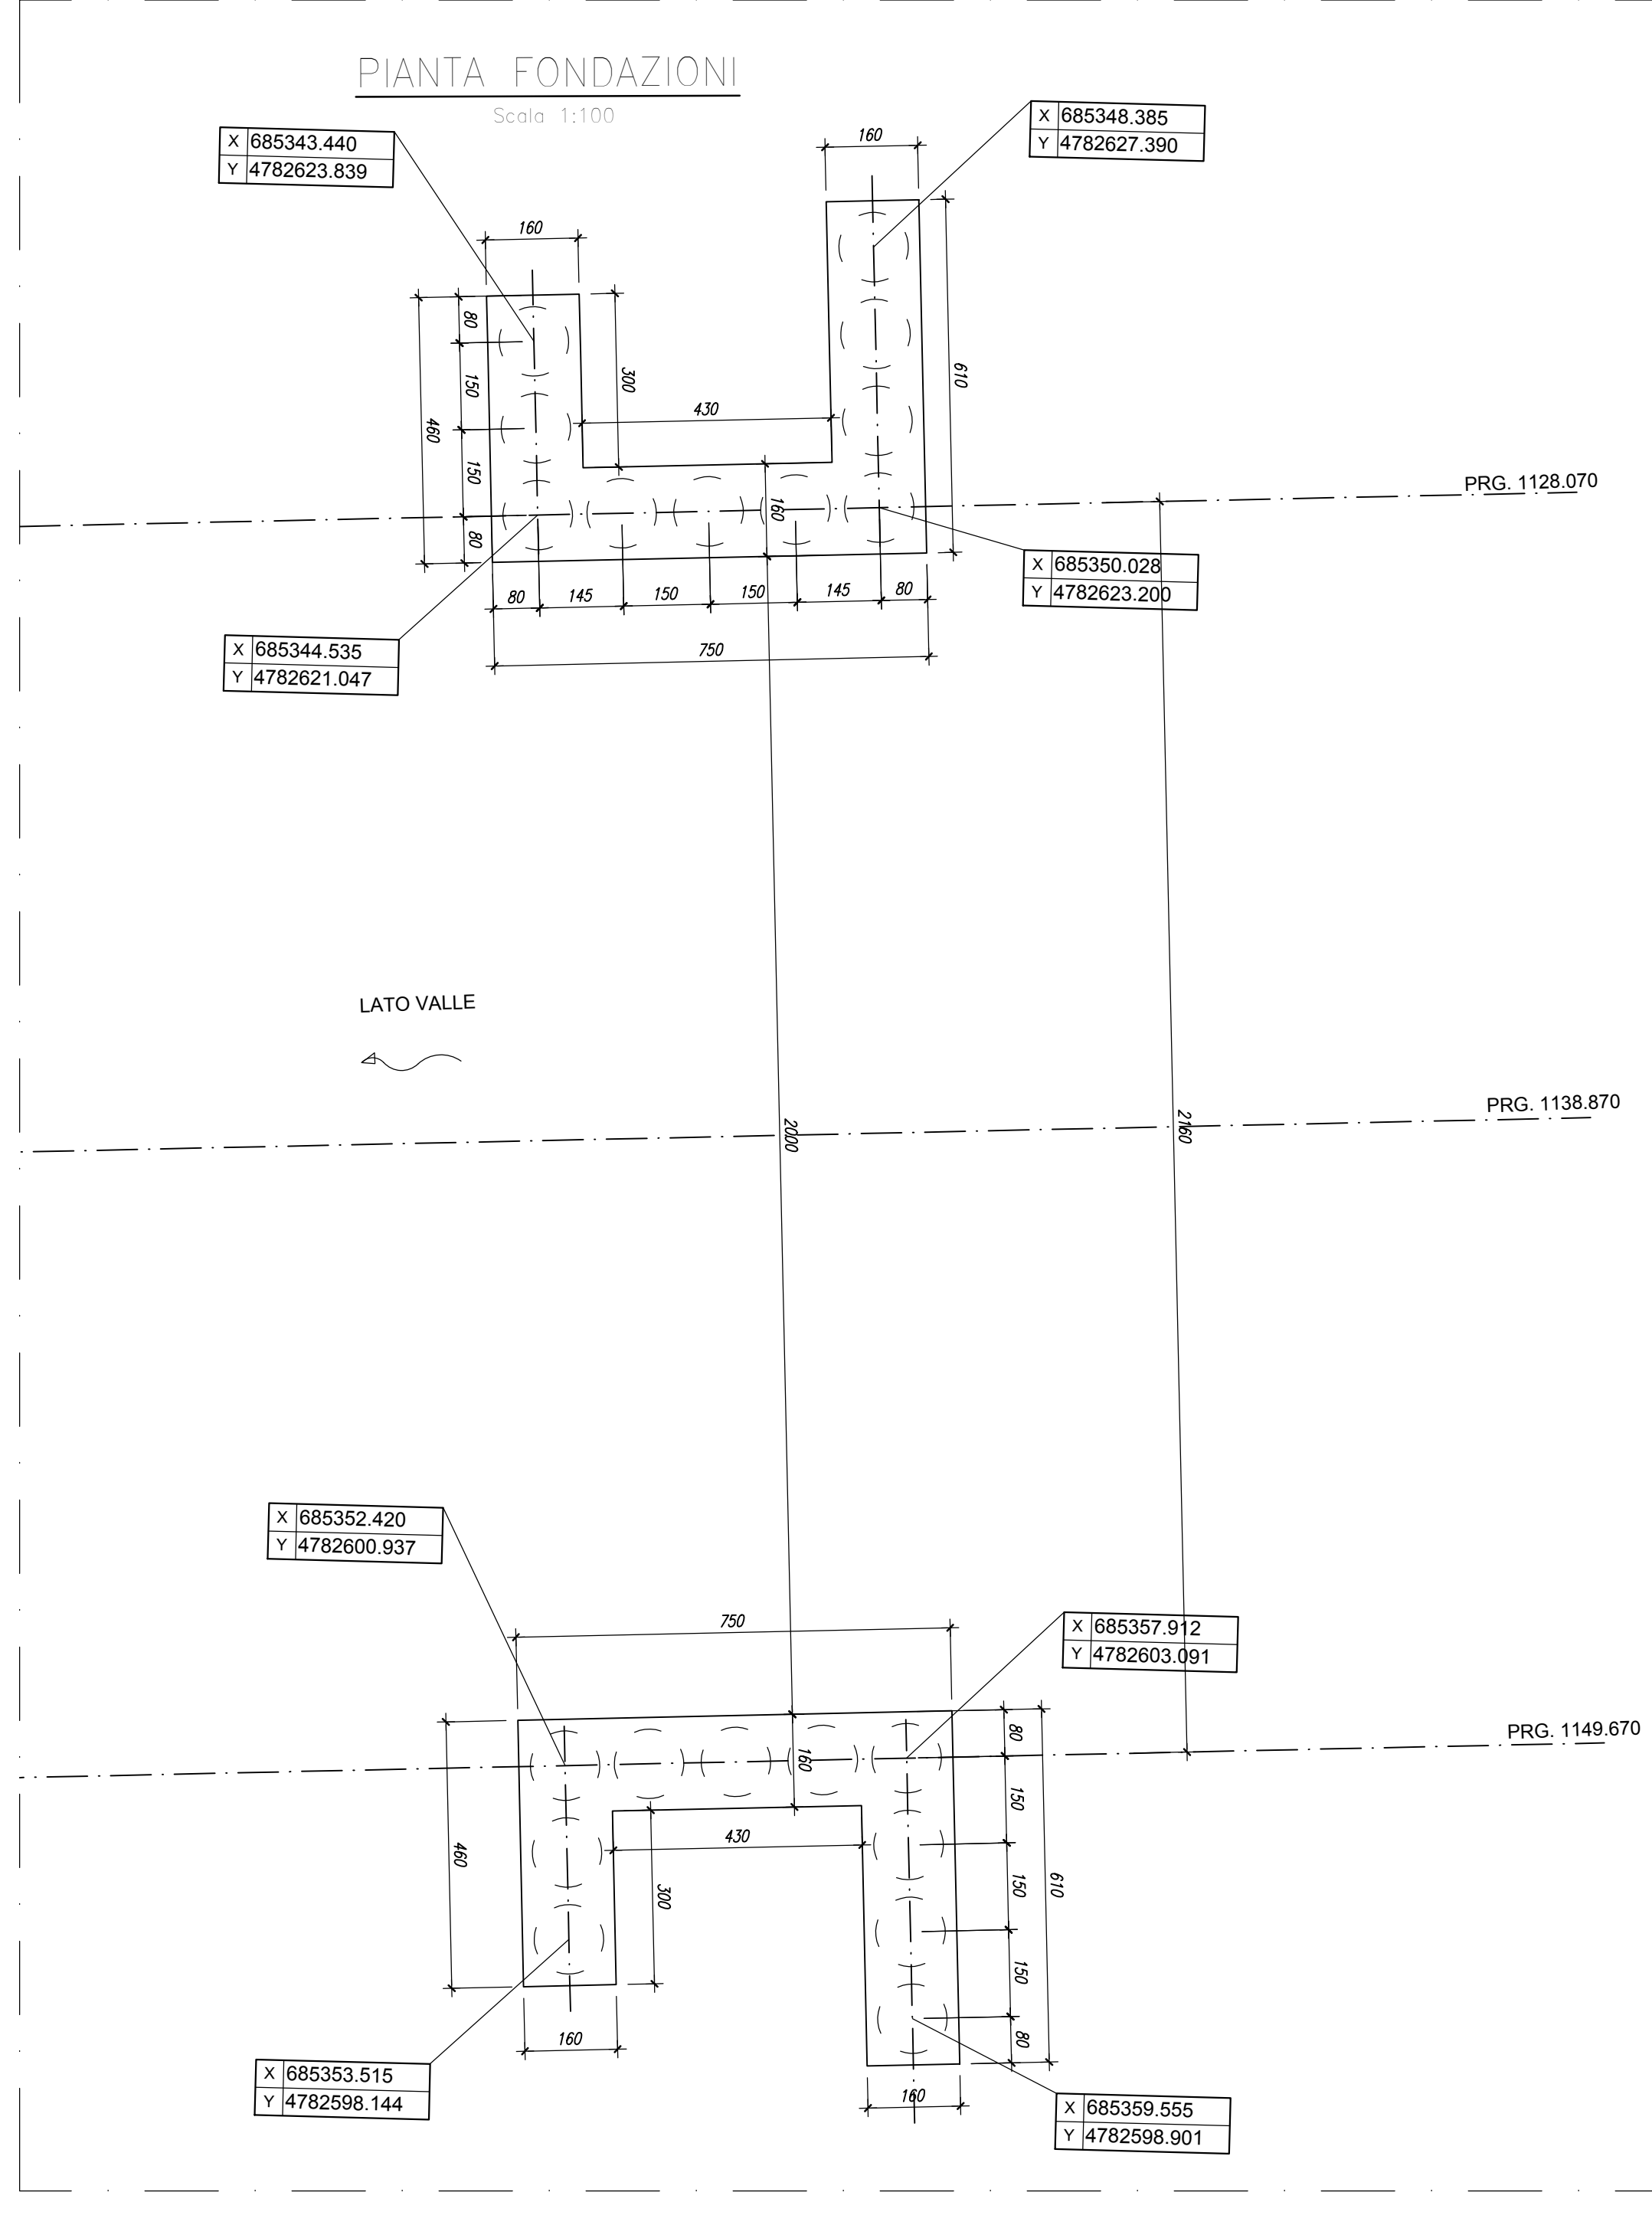 PIANTA FONDAZIONI
Scala 1:100
X 685343.440
Y 4782623.839
X 685348.385
Y 4782627.390
160
160
80
150
460
150
80
300
430
610
160
PRG. 1128.070
X 685350.028
Y 4782623.200
80 145 150 150 145 80
750
X 685344.535
Y 4782621.047
LATO VALLE
2000
2160
PRG. 1138.870
X 685352.420
Y 4782600.937
750
X 685357.912
Y 4782603.091
PRG. 1149.670
160
80
150
150
150
80
610
430
460
300
160
160
X 685353.515
Y 4782598.144
X 685359.555
Y 4782598.901